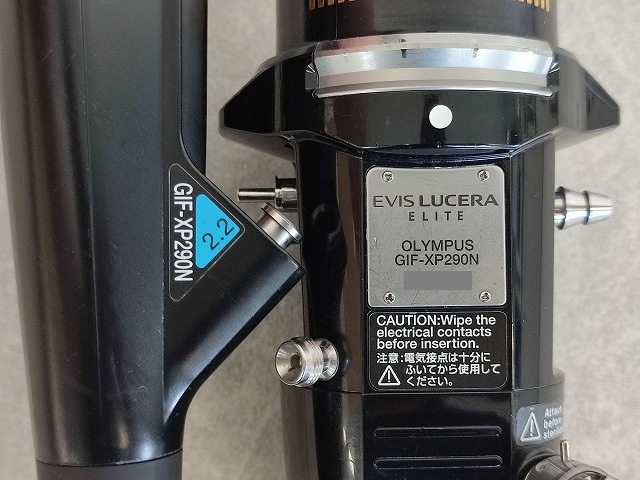 GIF-XP290N
2.2
EVIS LUCERA
ELITE
OLYMPUS
GIF-XP290N
CAUTION:Wipe the
electrical contacts
before insertion.
注意:電気接点は十分に
ふいてから使用して
ください。
Attach
before